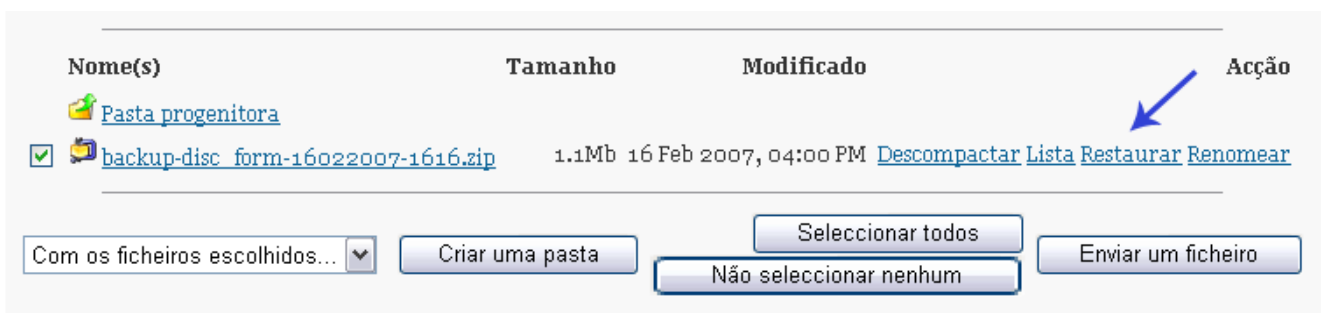 Nome(s) Tamanho Modificado Acção
Pasta progenitora
backup-disc_form-16022007-1616.zip 1.1Mb 16 Feb 2007, 04:00 PM Descompactar Lista Restaurar Renomear
Com os ficheiros escolhidos... Criar uma pasta Seleccionar todos Enviar um ficheiro
Não seleccionar nenhum